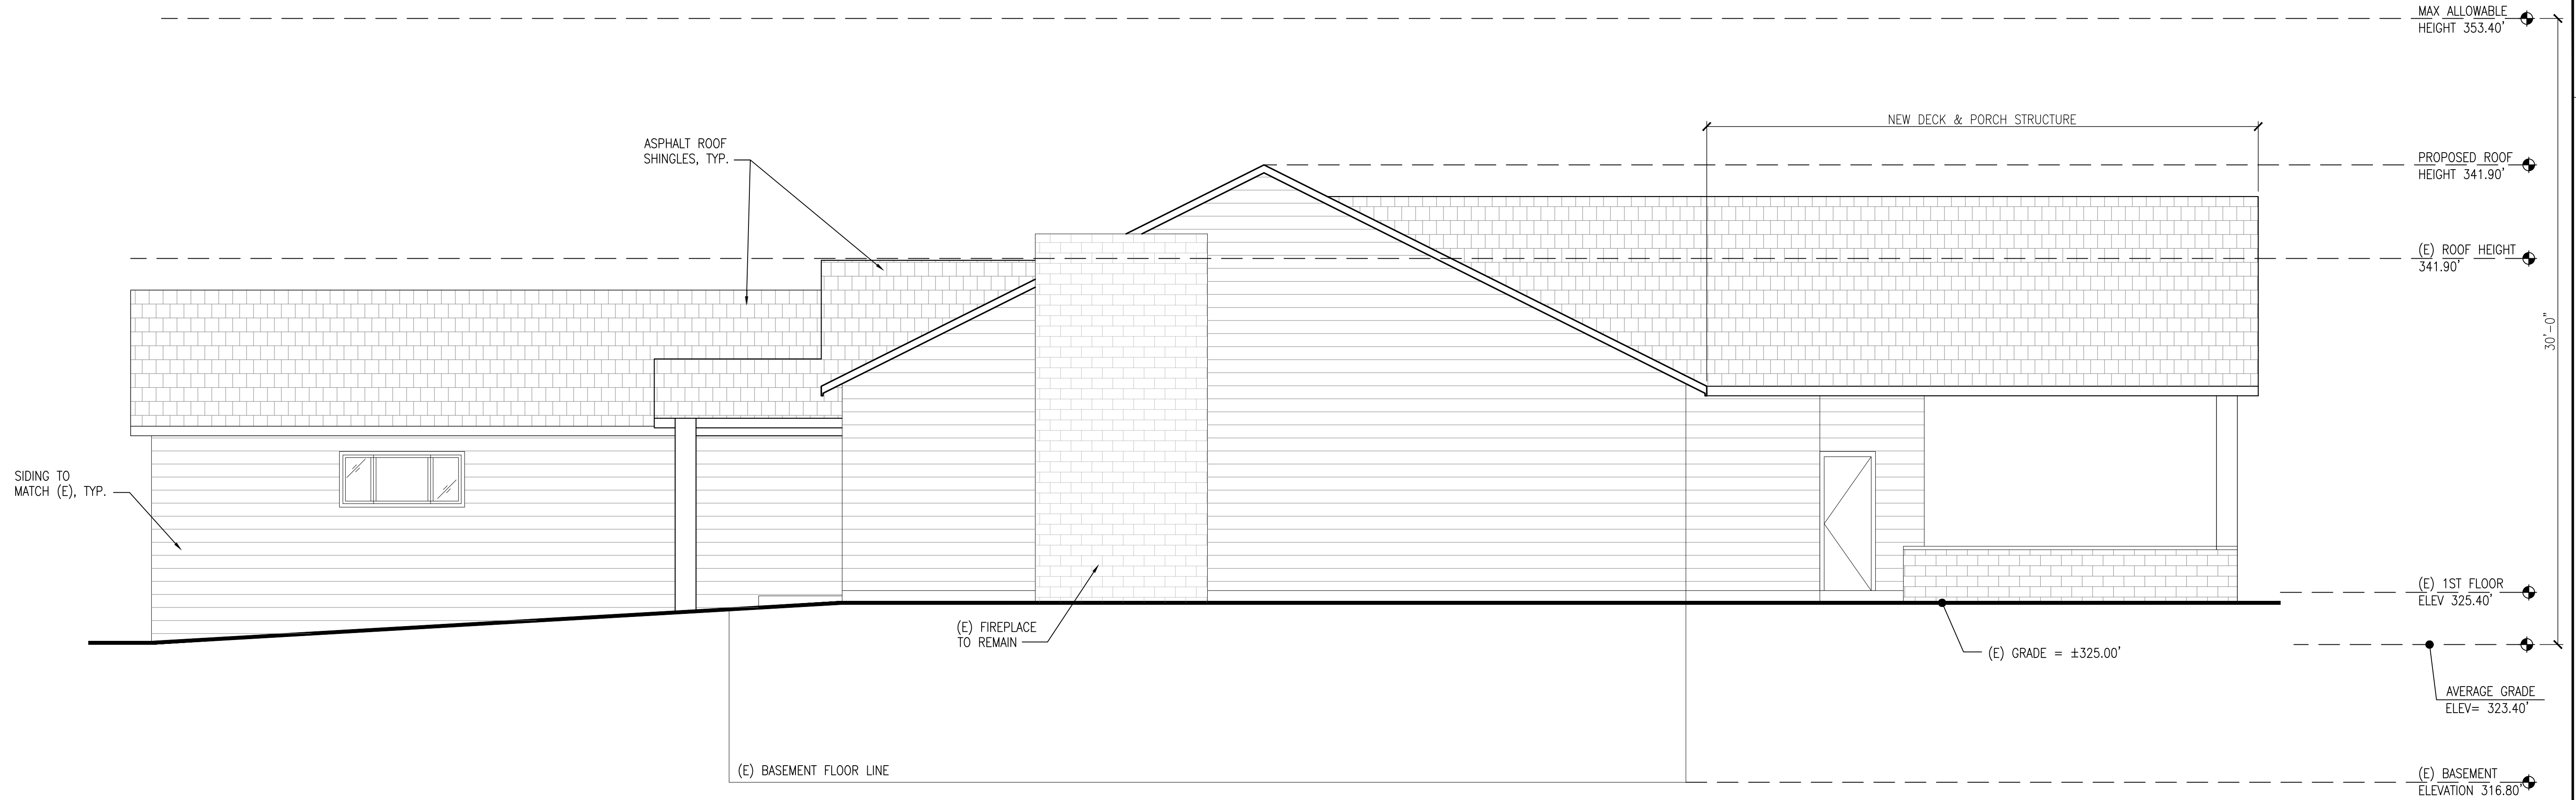 MAX ALLOWABLE
HEIGHT 353.40'
NEW DECK & PORCH STRUCTURE
ASPHALT ROOF
SHINGLES, TYP.
PROPOSED ROOF
HEIGHT 341.90'
(E) ROOF HEIGHT
341.90'
30'-0"
SIDING TO
MATCH (E), TYP.
(E) 1ST FLOOR
ELEV 325.40'
(E) FIREPLACE
TO REMAIN
(E) GRADE = ±325.00'
AVERAGE GRADE
ELEV= 323.40'
(E) BASEMENT FLOOR LINE
(E) BASEMENT
ELEVATION 316.80'